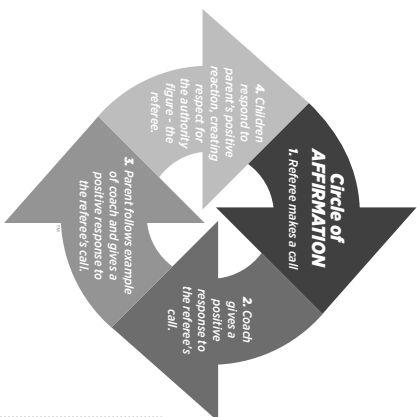 Circle of
AFFIRMATION
1. Referee makes a call
2. Coach
gives a
positive
response to
the referee's
call.
3. Parent follows example
of coach and gives a
positive response to
the referee's call.
TM
4. Children
respond to
parent's positive
reaction, creating
respect for
the authority
figure - the
referee.